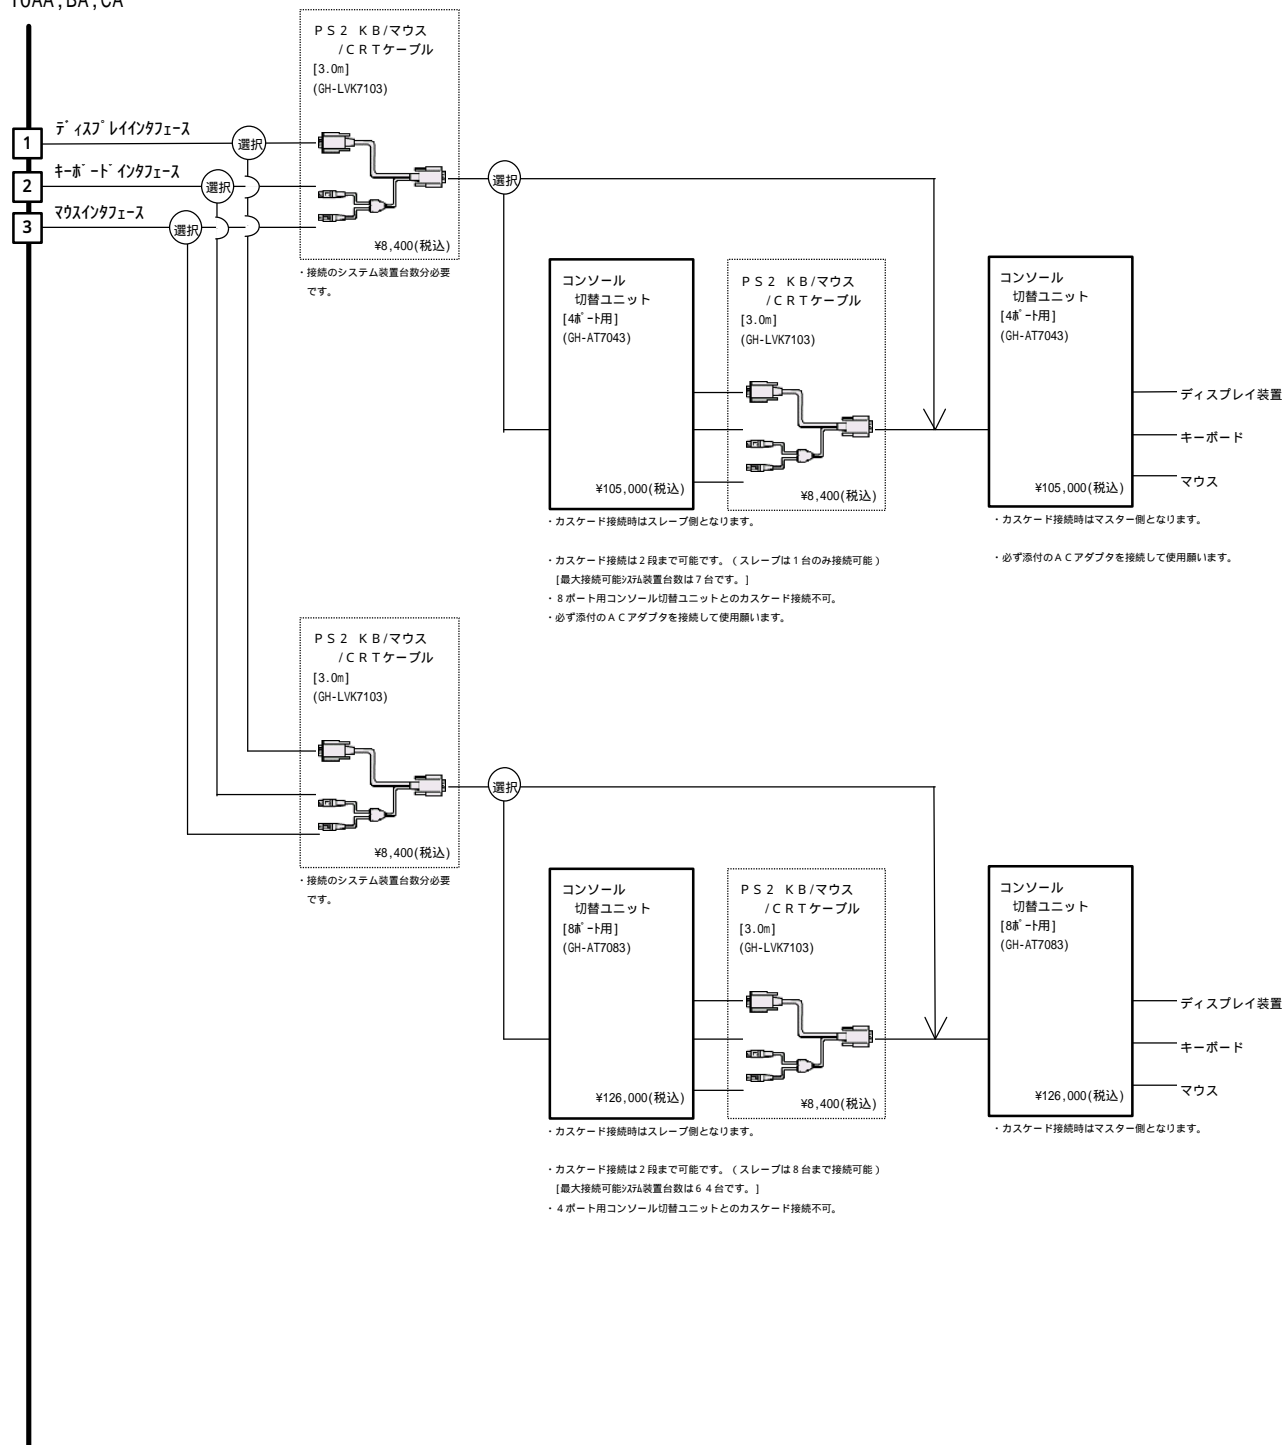 1
ディスプレイインタフェース
選択
2
キーボードインタフェース
選択
3
マウスインタフェース
選択
PS2 KB/マウス
/CRTケーブル
[3.0m]
(GH-LVK7103)
¥8,400(税込)
・接続のシステム装置台数分必要
です。
選択
コンソール
切替ユニット
[4ポート用]
(GH-AT7043)
¥105,000(税込)
・カスケード接続時はスレーブ側となります。
・カスケード接続は2段まで可能です。(スレーブは1台のみ接続可能)
[最大接続可能システム装置台数は7台です。]
・8ポート用コンソール切替ユニットとのカスケード接続不可。
・必ず添付のACアダプタを接続して使用願います。
PS2 KB/マウス
/CRTケーブル
[3.0m]
(GH-LVK7103)
¥8,400(税込)
コンソール
切替ユニット
[4ポート用]
(GH-AT7043)
¥105,000(税込)
・カスケード接続時はマスター側となります。
・必ず添付のACアダプタを接続して使用願います。
ディスプレイ装置
キーボード
マウス
PS2 KB/マウス
/CRTケーブル
[3.0m]
(GH-LVK7103)
¥8,400(税込)
・接続のシステム装置台数分必要
です。
選択
コンソール
切替ユニット
[8ポート用]
(GH-AT7083)
¥126,000(税込)
・カスケード接続時はスレーブ側となります。
・カスケード接続は2段まで可能です。(スレーブは8台まで接続可能)
[最大接続可能システム装置台数は64台です。]
・4ポート用コンソール切替ユニットとのカスケード接続不可。
PS2 KB/マウス
/CRTケーブル
[3.0m]
(GH-LVK7103)
¥8,400(税込)
コンソール
切替ユニット
[8ポート用]
(GH-AT7083)
¥126,000(税込)
・カスケード接続時はマスター側となります。
ディスプレイ装置
キーボード
マウス